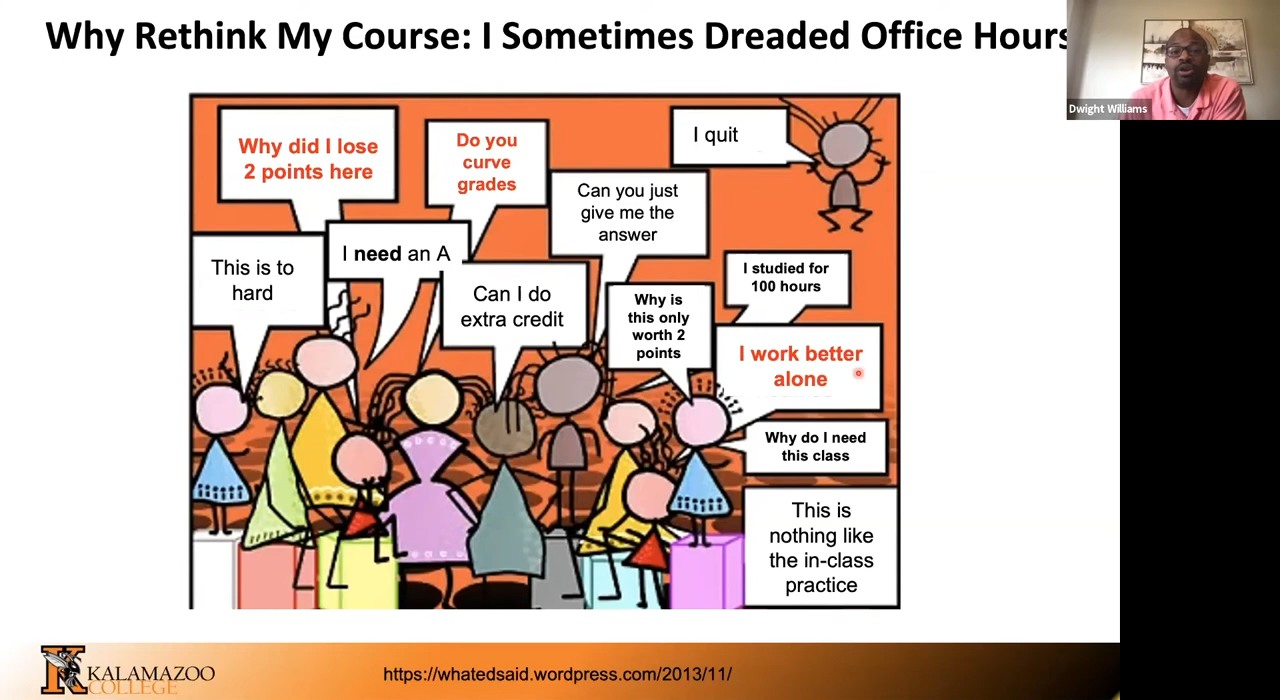 Why Rethink My Course: I Sometimes Dreaded Office Hours
Dwight Williams
Why did I lose
2 points here
Do you
curve
grades
I quit
Can you just
give me the
answer
This is to
hard
I need an A
Can I do
extra credit
I studied for
100 hours
Why is
this only
worth 2
points
I work better
alone
Why do I need
this class
This is
nothing like
the in-class
practice
KALAMAZOO
COLLEGE
https://whatedsaid.wordpress.com/2013/11/